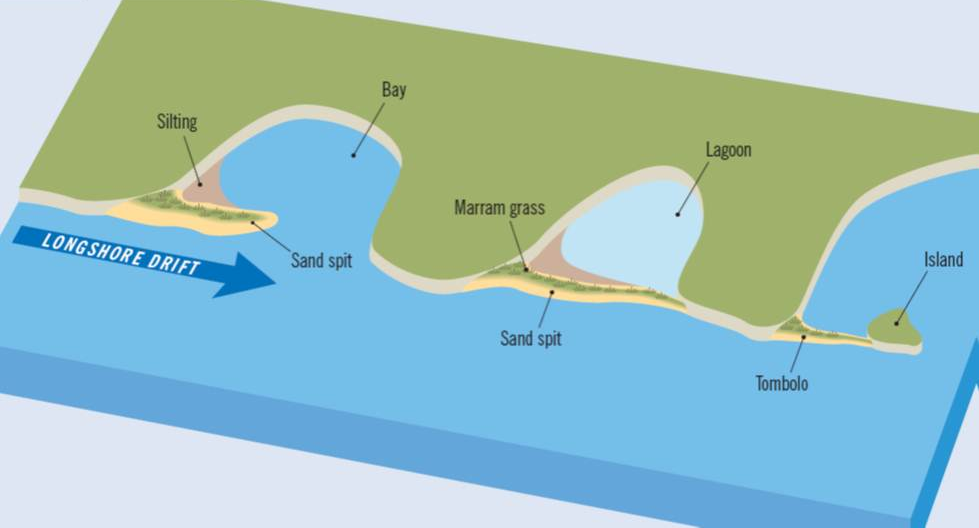 Bay
Silting
Lagoon
Marram grass
LONGSHORE DRIFT
Sand spit
Island
Sand spit
Tombolo